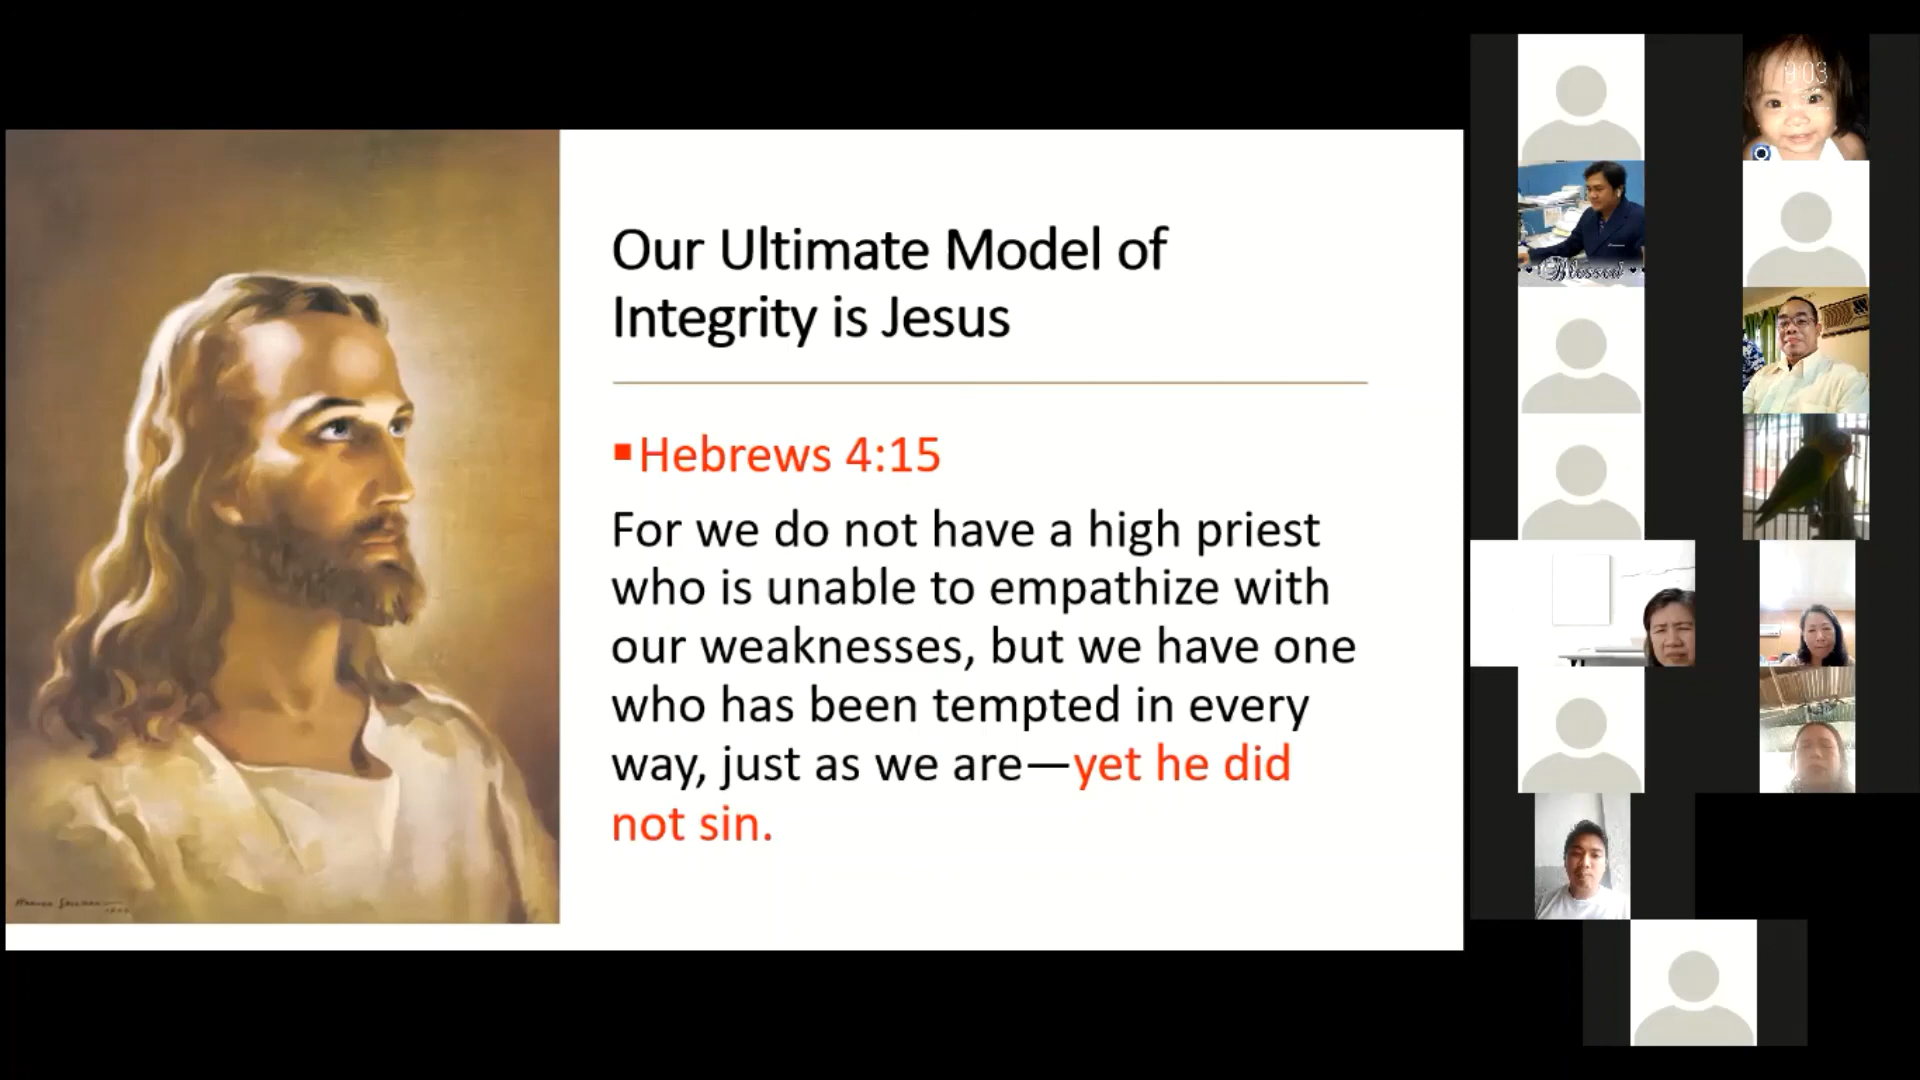 Our Ultimate Model of
Integrity is Jesus
▪Hebrews 4:15
For we do not have a high priest
who is unable to empathize with
our weaknesses, but we have one
who has been tempted in every
way, just as we are—yet he did
not sin.
9:03
Blessed